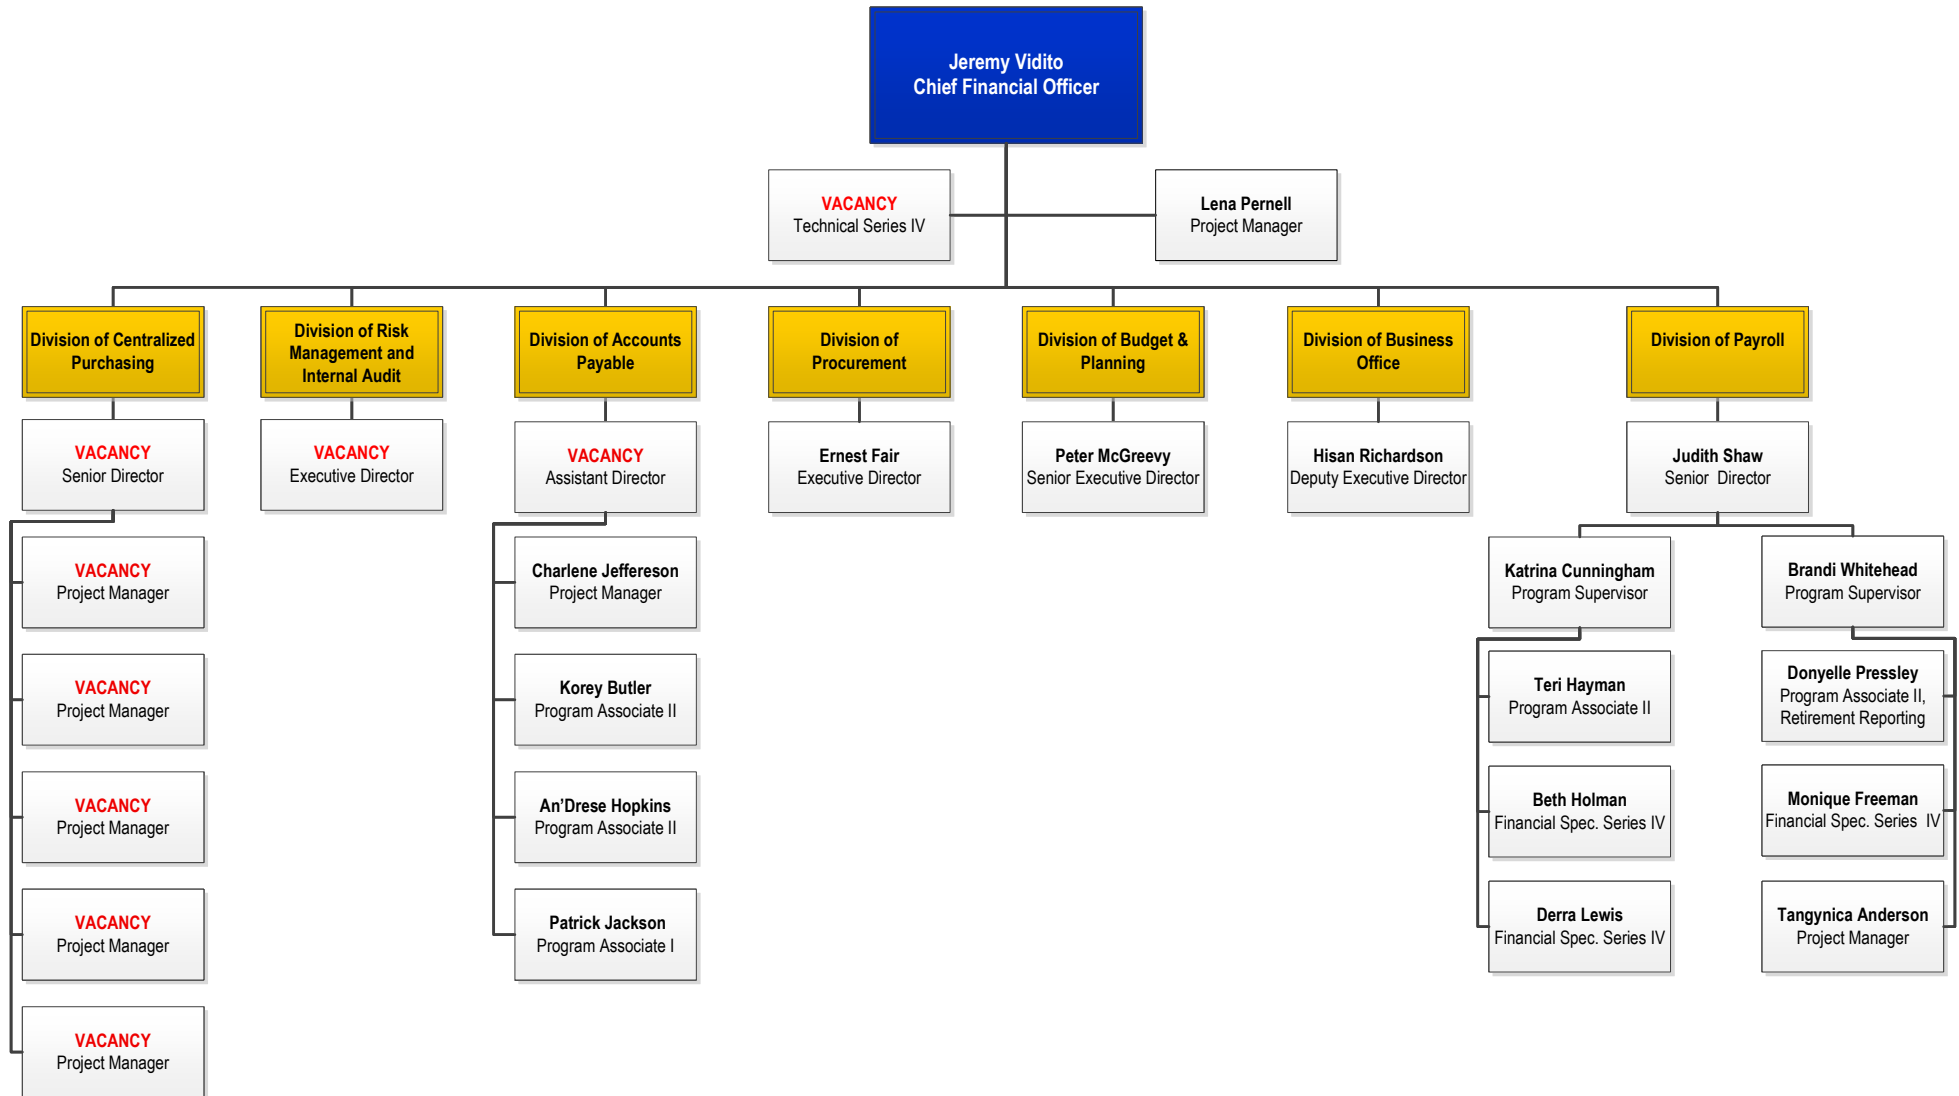 Jeremy Vidito
Chief Financial Officer
VACANCY
Technical Series IV
Lena Pernell
Project Manager
Division of Centralized
Purchasing
VACANCY
Senior Director
VACANCY
Project Manager
VACANCY
Project Manager
VACANCY
Project Manager
VACANCY
Project Manager
VACANCY
Project Manager
Division of Risk
Management and
Internal Audit
VACANCY
Executive Director
Division of Accounts
Payable
VACANCY
Assistant Director
Charlene Jeffereson
Project Manager
Korey Butler
Program Associate II
An’Drese Hopkins
Program Associate II
Patrick Jackson
Program Associate I
Division of
Procurement
Ernest Fair
Executive Director
Division of Budget &
Planning
Peter McGreevy
Senior Executive Director
Division of Business
Office
Hisan Richardson
Deputy Executive Director
Division of Payroll
Judith Shaw
Senior Director
Katrina Cunningham
Program Supervisor
Teri Hayman
Program Associate II
Beth Holman
Financial Spec. Series IV
Derra Lewis
Financial Spec. Series IV
Brandi Whitehead
Program Supervisor
Donyelle Pressley
Program Associate II,
Retirement Reporting
Monique Freeman
Financial Spec. Series IV
Tangynica Anderson
Project Manager